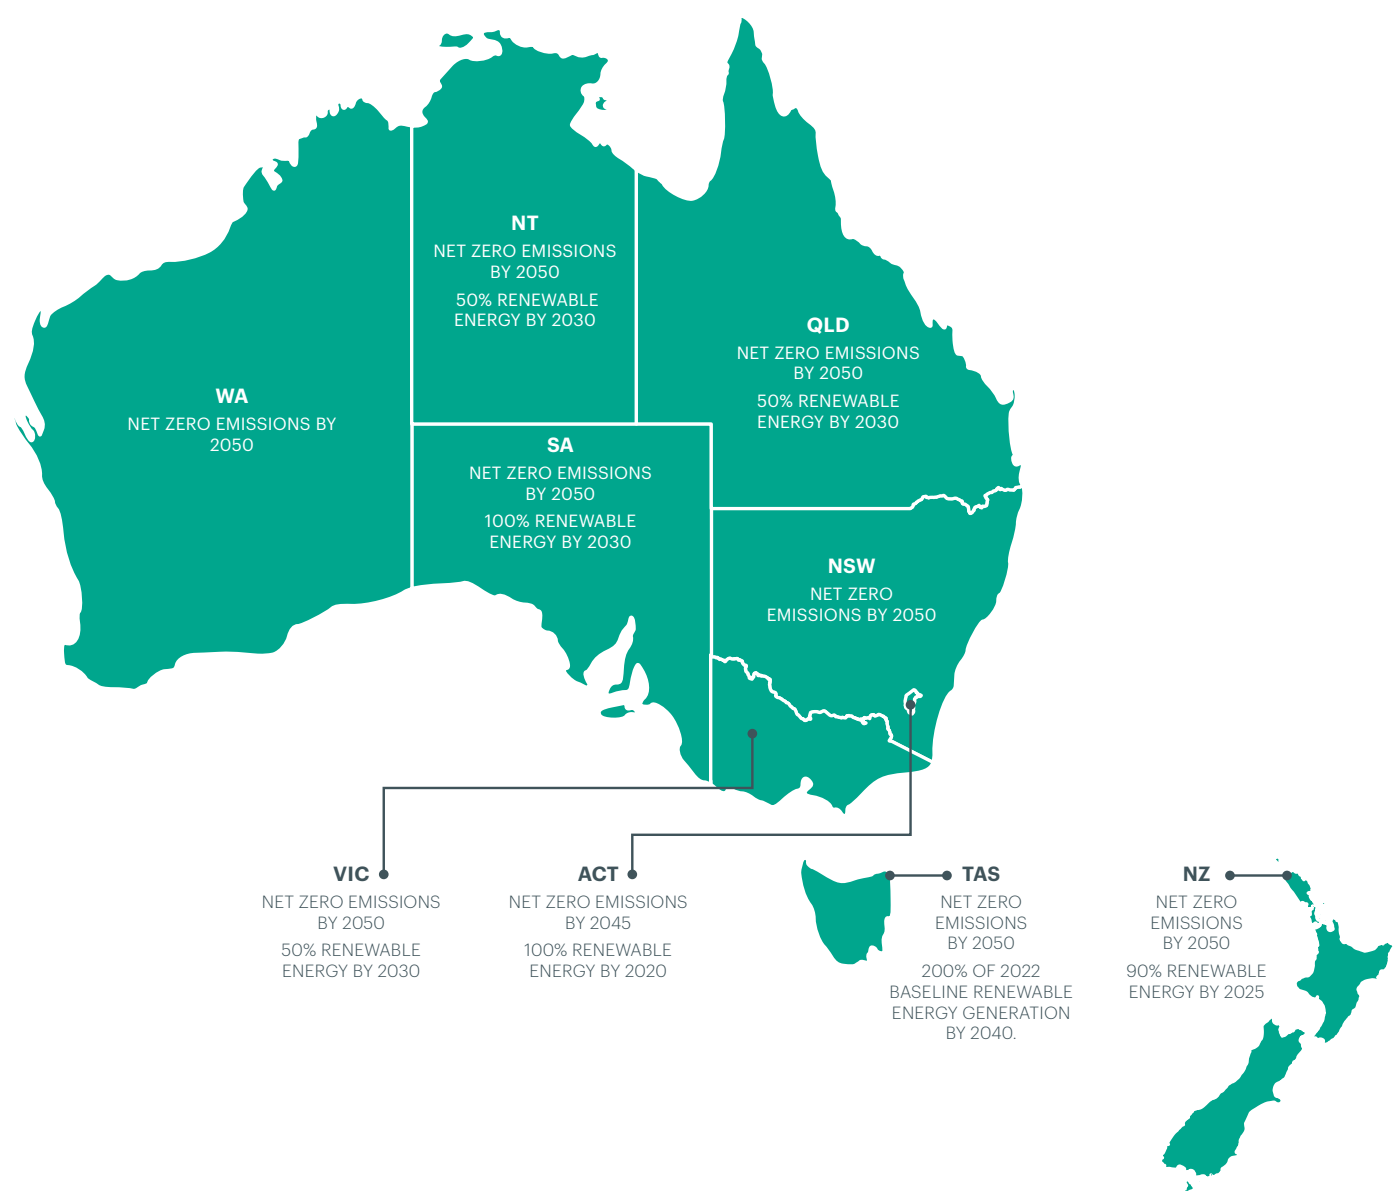 NT
NET ZERO EMISSIONS
BY 2050
50% RENEWABLE
ENERGY BY 2030
QLD
NET ZERO EMISSIONS
BY 2050
50% RENEWABLE
ENERGY BY 2030
WA
NET ZERO EMISSIONS BY
2050
SA
NET ZERO EMISSIONS
BY 2050
100% RENEWABLE
ENERGY BY 2030
NSW
NET ZERO
EMISSIONS BY 2050
VIC
NET ZERO EMISSIONS
BY 2050
50% RENEWABLE
ENERGY BY 2030
ACT
NET ZERO EMISSIONS
BY 2045
100% RENEWABLE
ENERGY BY 2020
TAS
NET ZERO
EMISSIONS
BY 2050
200% OF 2022
BASELINE RENEWABLE
ENERGY GENERATION
BY 2040.
NZ
NET ZERO
EMISSIONS
BY 2050
90% RENEWABLE
ENERGY BY 2025